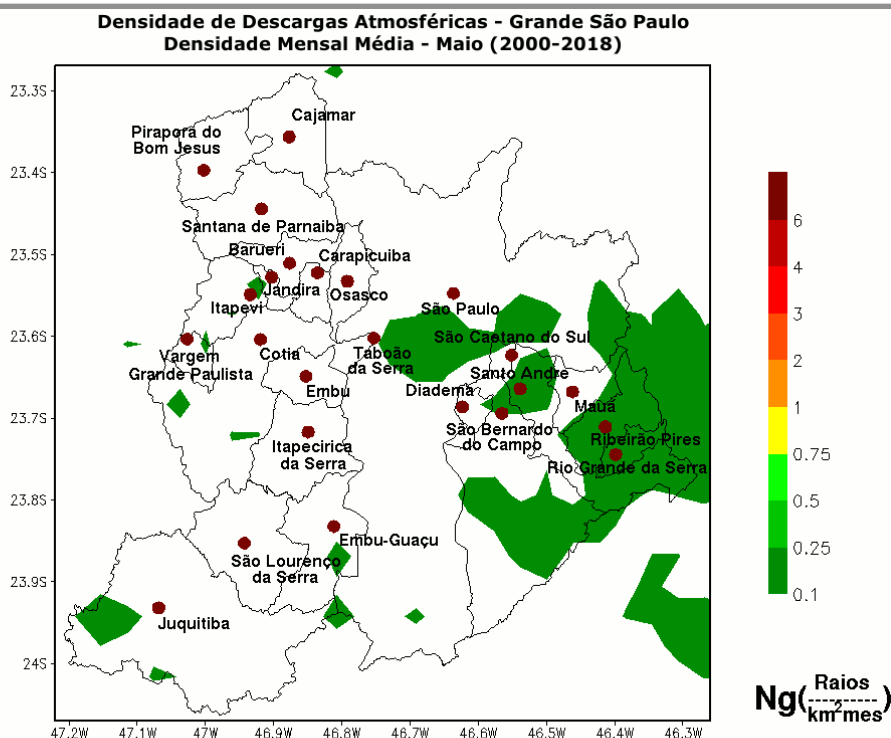 Densidade de Descargas Atmosféricas - Grande São Paulo
Densidade Mensal Média - Maio (2000-2018)
23.3S
Cajamar
Pirapora do
Bom Jesus
23.4S
Santana de Parnaiba
23.5S
Barueri
Carapicuiba
Jandira
Osasco
Itapevi
São Paulo
23.6S
São Caetano do Sul
Vargem
Grande Paulista
Cotia
Taboão
da Serra
Santo Andre
Embu
Diadema
Mauá
23.7S
São Bernardo
do Campo
Ribeirão Pires
Itapecirica
da Serra
Rio Grande da Serra
23.8S
Embu-Guaçu
São Lourenço
da Serra
23.9S
Juquitiba
24S
47.2W 47.1W 47W 46.9W 46.8W 46.7W 46.6W 46.5W 46.4W 46.3W
6
4
3
2
1
0.75
0.5
0.25
0.1
Ng(Raios
km²mes)